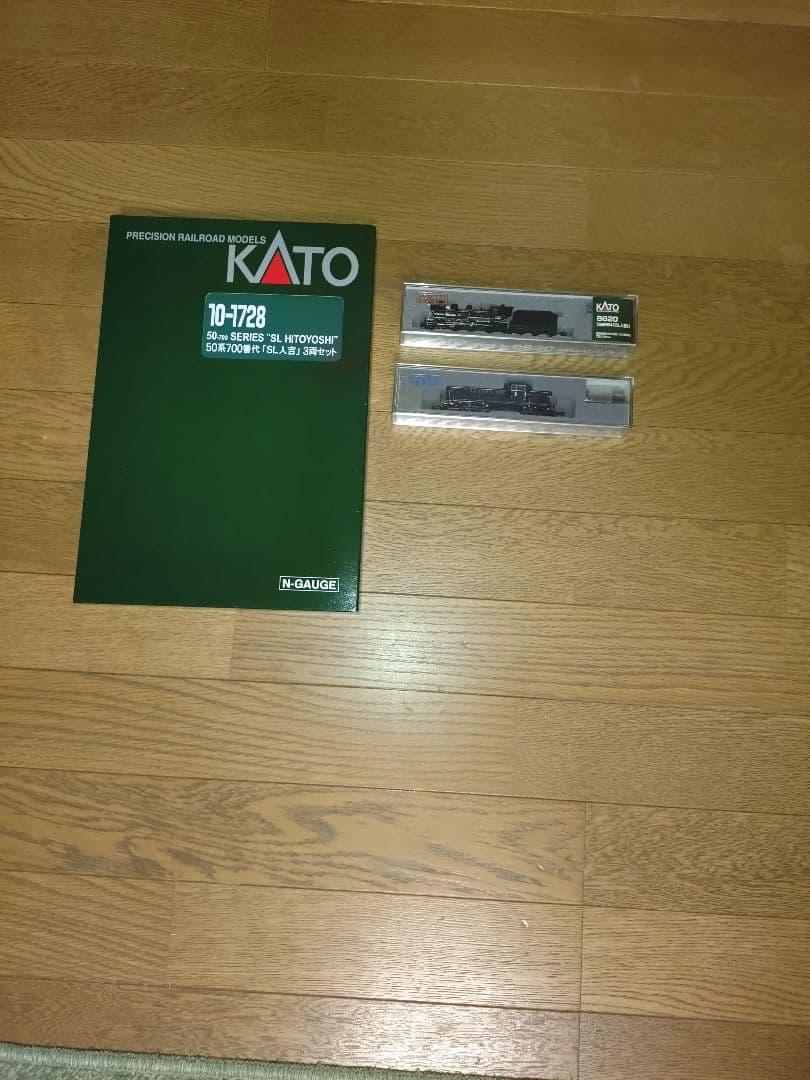 PRECISION RAILROAD MODELS
KATO
10-1728
50-700 SERIES "SL HITOYOSHI"
50系700番代「SL人吉」3両セット
N-GAUGE
KATO
8620